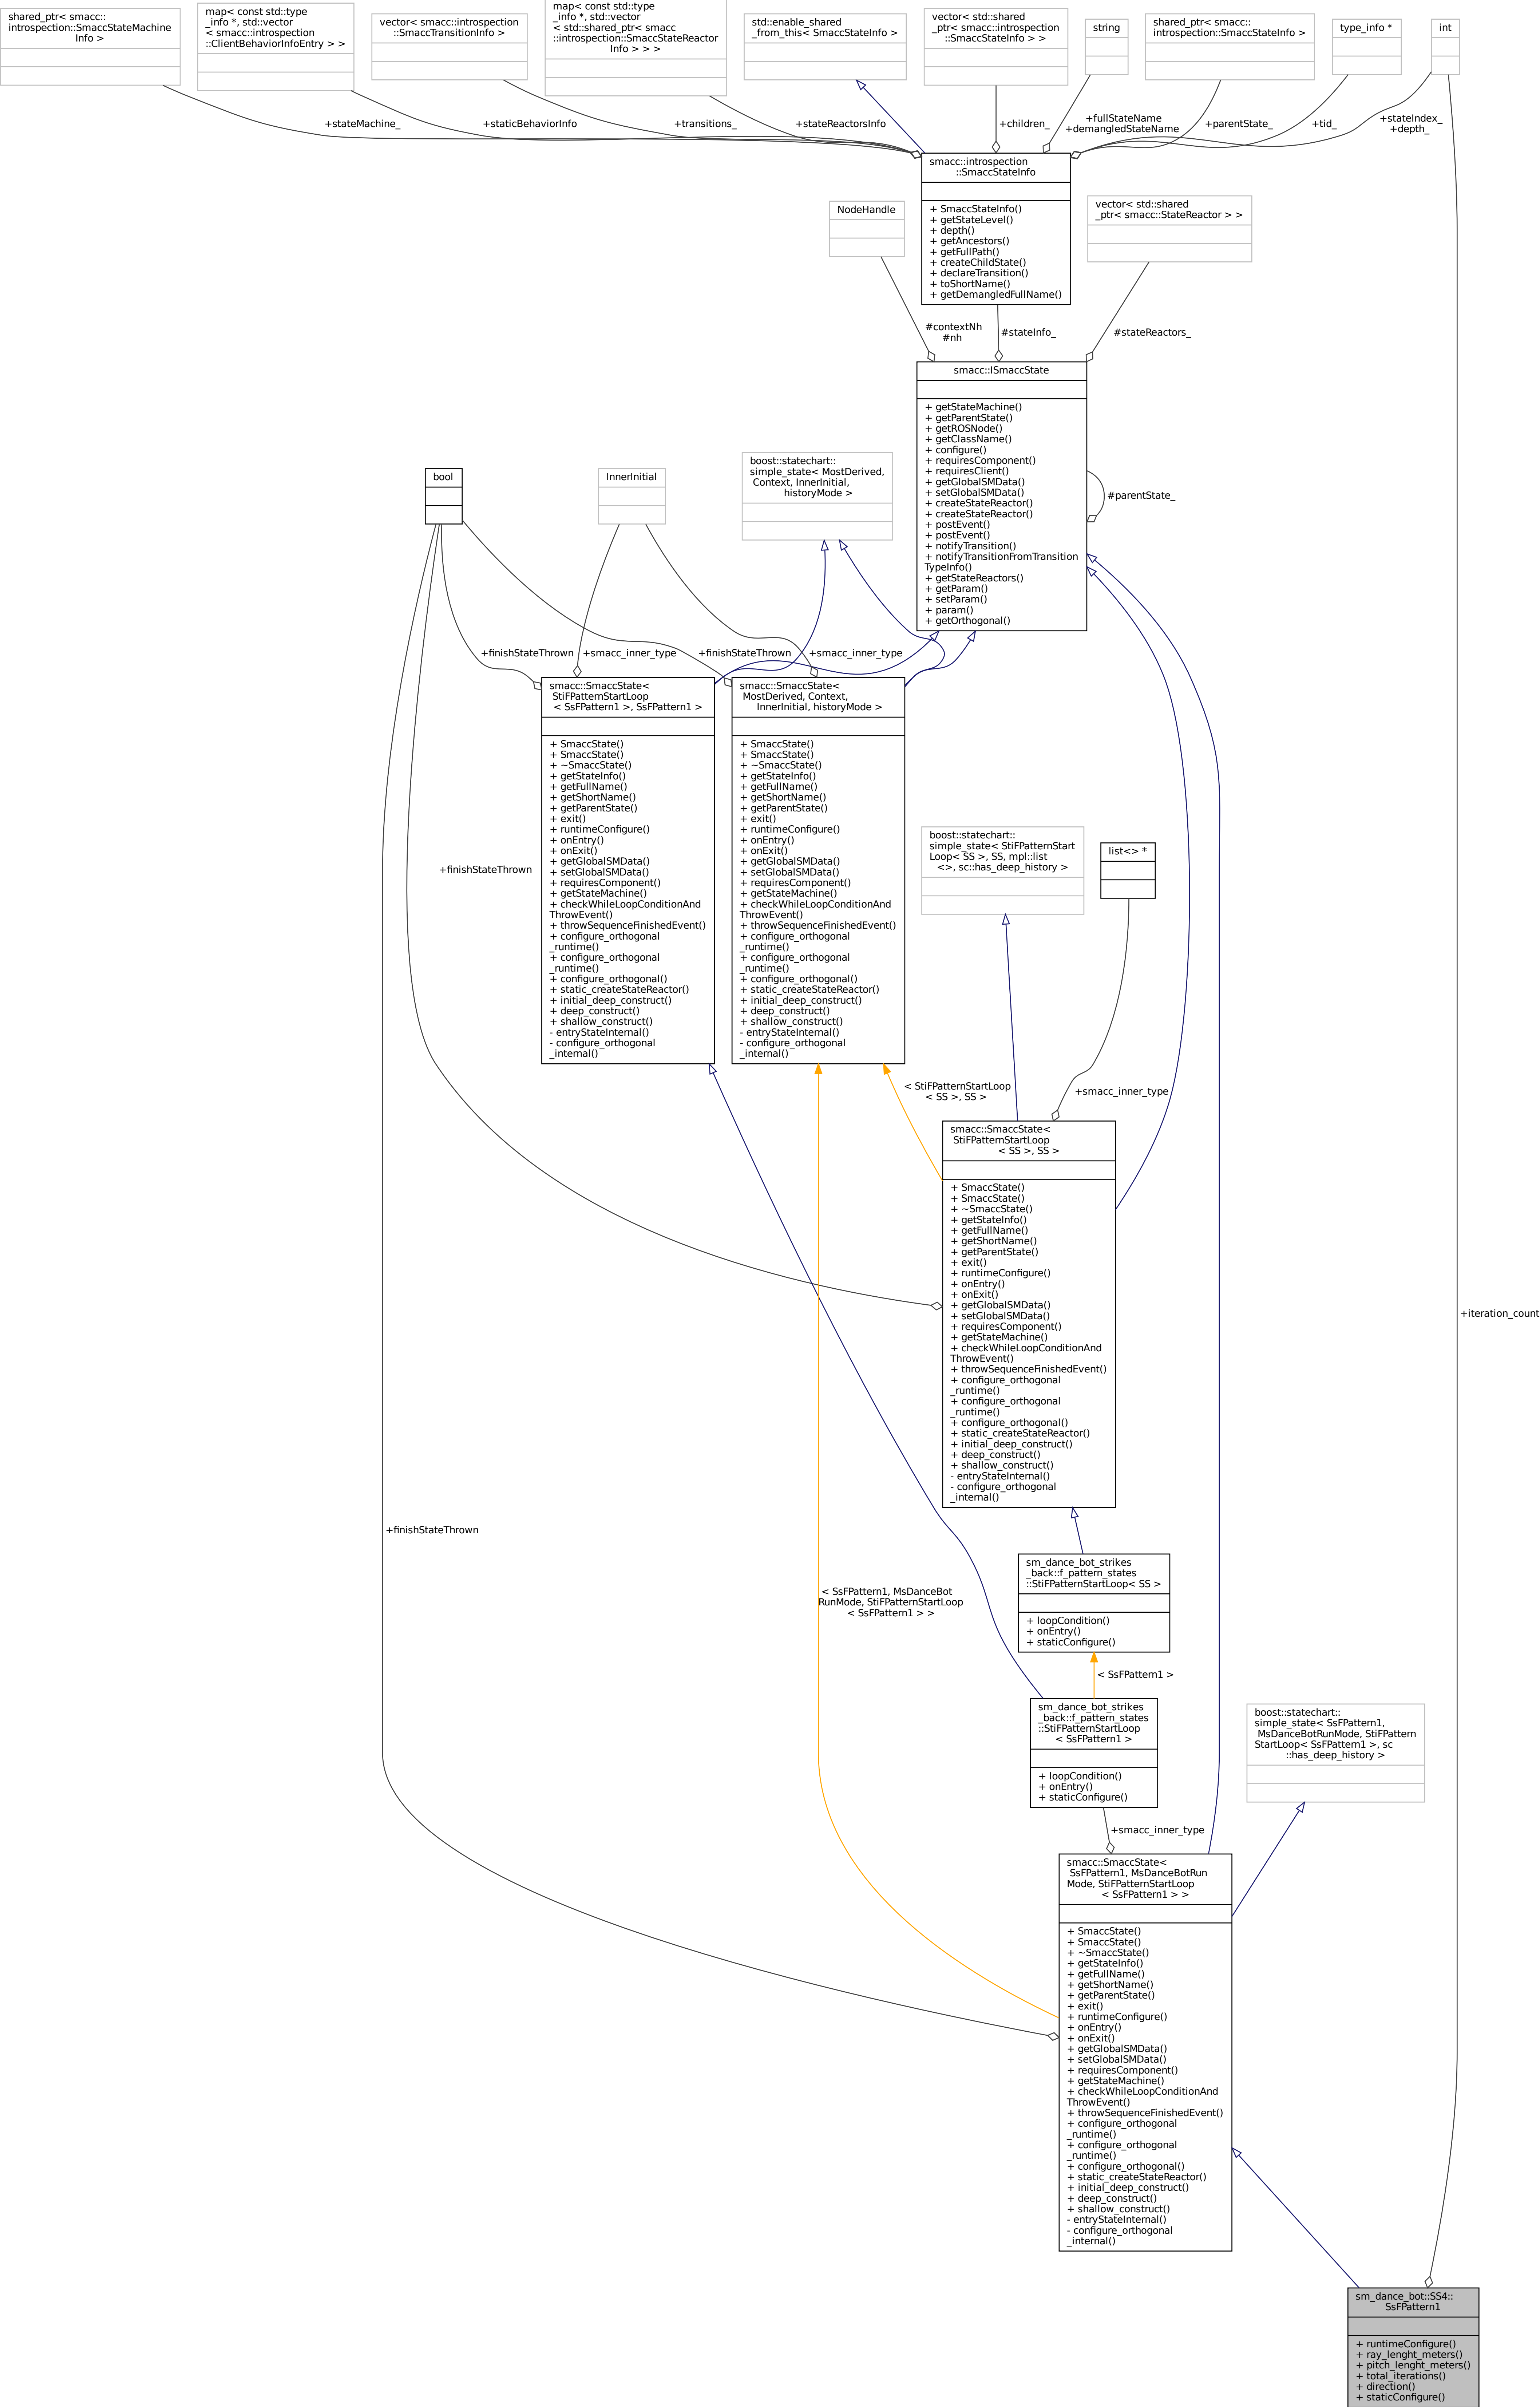 shared_ptr< smacc::
introspection::SmaccStateMachine
Info >
map< const std::type
_info *, std::vector
< smacc::introspection
::ClientBehaviorInfoEntry > >
vector< smacc::introspection
::SmaccTransitionInfo >
map< const std::type
_info *, std::vector
< std::shared_ptr< smacc
::introspection::SmaccStateReactor
Info > > >
std::enable_shared
_from_this< SmaccStateInfo >
vector< std::shared
_ptr< smacc::introspection
::SmaccStateInfo > >
string
shared_ptr< smacc::
introspection::SmaccStateInfo >
type_info *
int
+stateMachine_
+staticBehaviorInfo
+transitions_
+stateReactorsInfo
+children_
+fullStateName
+demangledStateName
+parentState_
+tid_
+stateIndex_
+depth_
smacc::introspection
::SmaccStateInfo
+ SmaccStateInfo()
+ getStateLevel()
+ depth()
+ getAncestors()
+ getFullPath()
+ createChildState()
+ declareTransition()
+ toShortName()
+ getDemangledFullName()
NodeHandle
vector< std::shared
_ptr< smacc::StateReactor > >
#contextNh
#nh
#stateInfo_
#stateReactors_
smacc::ISmaccState
+ getStateMachine()
+ getParentState()
+ getROSNode()
+ getClassName()
+ configure()
+ requiresComponent()
+ requiresClient()
+ getGlobalSMData()
+ setGlobalSMData()
+ createStateReactor()
+ createStateReactor()
+ postEvent()
+ postEvent()
+ notifyTransition()
+ notifyTransitionFromTransition
TypeInfo()
+ getStateReactors()
+ getParam()
+ setParam()
+ param()
+ getOrthogonal()
#parentState_
bool
InnerInitial
boost::statechart::
simple_state< MostDerived,
Context, InnerInitial,
historyMode >
+finishStateThrown
+smacc_inner_type
+finishStateThrown
+smacc_inner_type
smacc::SmaccState<
StiFPatternStartLoop
< SsFPattern1 >, SsFPattern1 >
+ SmaccState()
+ SmaccState()
+ ~SmaccState()
+ getStateInfo()
+ getFullName()
+ getShortName()
+ getParentState()
+ exit()
+ runtimeConfigure()
+ onEntry()
+ onExit()
+ getGlobalSMData()
+ setGlobalSMData()
+ requiresComponent()
+ getStateMachine()
+ checkWhileLoopConditionAnd
ThrowEvent()
+ throwSequenceFinishedEvent()
+ configure_orthogonal
_runtime()
+ configure_orthogonal
_runtime()
+ configure_orthogonal()
+ static_createStateReactor()
+ initial_deep_construct()
+ deep_construct()
+ shallow_construct()
- entryStateInternal()
- configure_orthogonal
_internal()
smacc::SmaccState<
MostDerived, Context,
InnerInitial, historyMode >
+ SmaccState()
+ SmaccState()
+ ~SmaccState()
+ getStateInfo()
+ getFullName()
+ getShortName()
+ getParentState()
+ exit()
+ runtimeConfigure()
+ onEntry()
+ onExit()
+ getGlobalSMData()
+ setGlobalSMData()
+ requiresComponent()
+ getStateMachine()
+ checkWhileLoopConditionAnd
ThrowEvent()
+ throwSequenceFinishedEvent()
+ configure_orthogonal
_runtime()
+ configure_orthogonal
_runtime()
+ configure_orthogonal()
+ static_createStateReactor()
+ initial_deep_construct()
+ deep_construct()
+ shallow_construct()
- entryStateInternal()
- configure_orthogonal
_internal()
+finishStateThrown
boost::statechart::
simple_state< StiFPatternStart
Loop< SS >, SS, mpl::list
<>, sc::has_deep_history >
list<> *
< StiFPatternStartLoop
< SS >, SS >
+smacc_inner_type
smacc::SmaccState<
StiFPatternStartLoop
< SS >, SS >
+ SmaccState()
+ SmaccState()
+ ~SmaccState()
+ getStateInfo()
+ getFullName()
+ getShortName()
+ getParentState()
+ exit()
+ runtimeConfigure()
+ onEntry()
+ onExit()
+ getGlobalSMData()
+ setGlobalSMData()
+ requiresComponent()
+ getStateMachine()
+ checkWhileLoopConditionAnd
ThrowEvent()
+ throwSequenceFinishedEvent()
+ configure_orthogonal
_runtime()
+ configure_orthogonal
_runtime()
+ configure_orthogonal()
+ static_createStateReactor()
+ initial_deep_construct()
+ deep_construct()
+ shallow_construct()
- entryStateInternal()
- configure_orthogonal
_internal()
+iteration_count
+finishStateThrown
sm_dance_bot_strikes
_back::f_pattern_states
::StiFPatternStartLoop< SS >
+ loopCondition()
+ onEntry()
+ staticConfigure()
< SsFPattern1, MsDanceBot
RunMode, StiFPatternStartLoop
< SsFPattern1 > >
< SsFPattern1 >
sm_dance_bot_strikes
_back::f_pattern_states
::StiFPatternStartLoop
< SsFPattern1 >
+ loopCondition()
+ onEntry()
+ staticConfigure()
boost::statechart::
simple_state< SsFPattern1,
MsDanceBotRunMode, StiFPattern
StartLoop< SsFPattern1 >, sc
::has_deep_history >
+smacc_inner_type
smacc::SmaccState<
SsFPattern1, MsDanceBotRun
Mode, StiFPatternStartLoop
< SsFPattern1 > >
+ SmaccState()
+ SmaccState()
+ ~SmaccState()
+ getStateInfo()
+ getFullName()
+ getShortName()
+ getParentState()
+ exit()
+ runtimeConfigure()
+ onEntry()
+ onExit()
+ getGlobalSMData()
+ setGlobalSMData()
+ requiresComponent()
+ getStateMachine()
+ checkWhileLoopConditionAnd
ThrowEvent()
+ throwSequenceFinishedEvent()
+ configure_orthogonal
_runtime()
+ configure_orthogonal
_runtime()
+ configure_orthogonal()
+ static_createStateReactor()
+ initial_deep_construct()
+ deep_construct()
+ shallow_construct()
- entryStateInternal()
- configure_orthogonal
_internal()
sm_dance_bot::SS4::
SsFPattern1
+ runtimeConfigure()
+ ray_lenght_meters()
+ pitch_lenght_meters()
+ total_iterations()
+ direction()
+ staticConfigure()